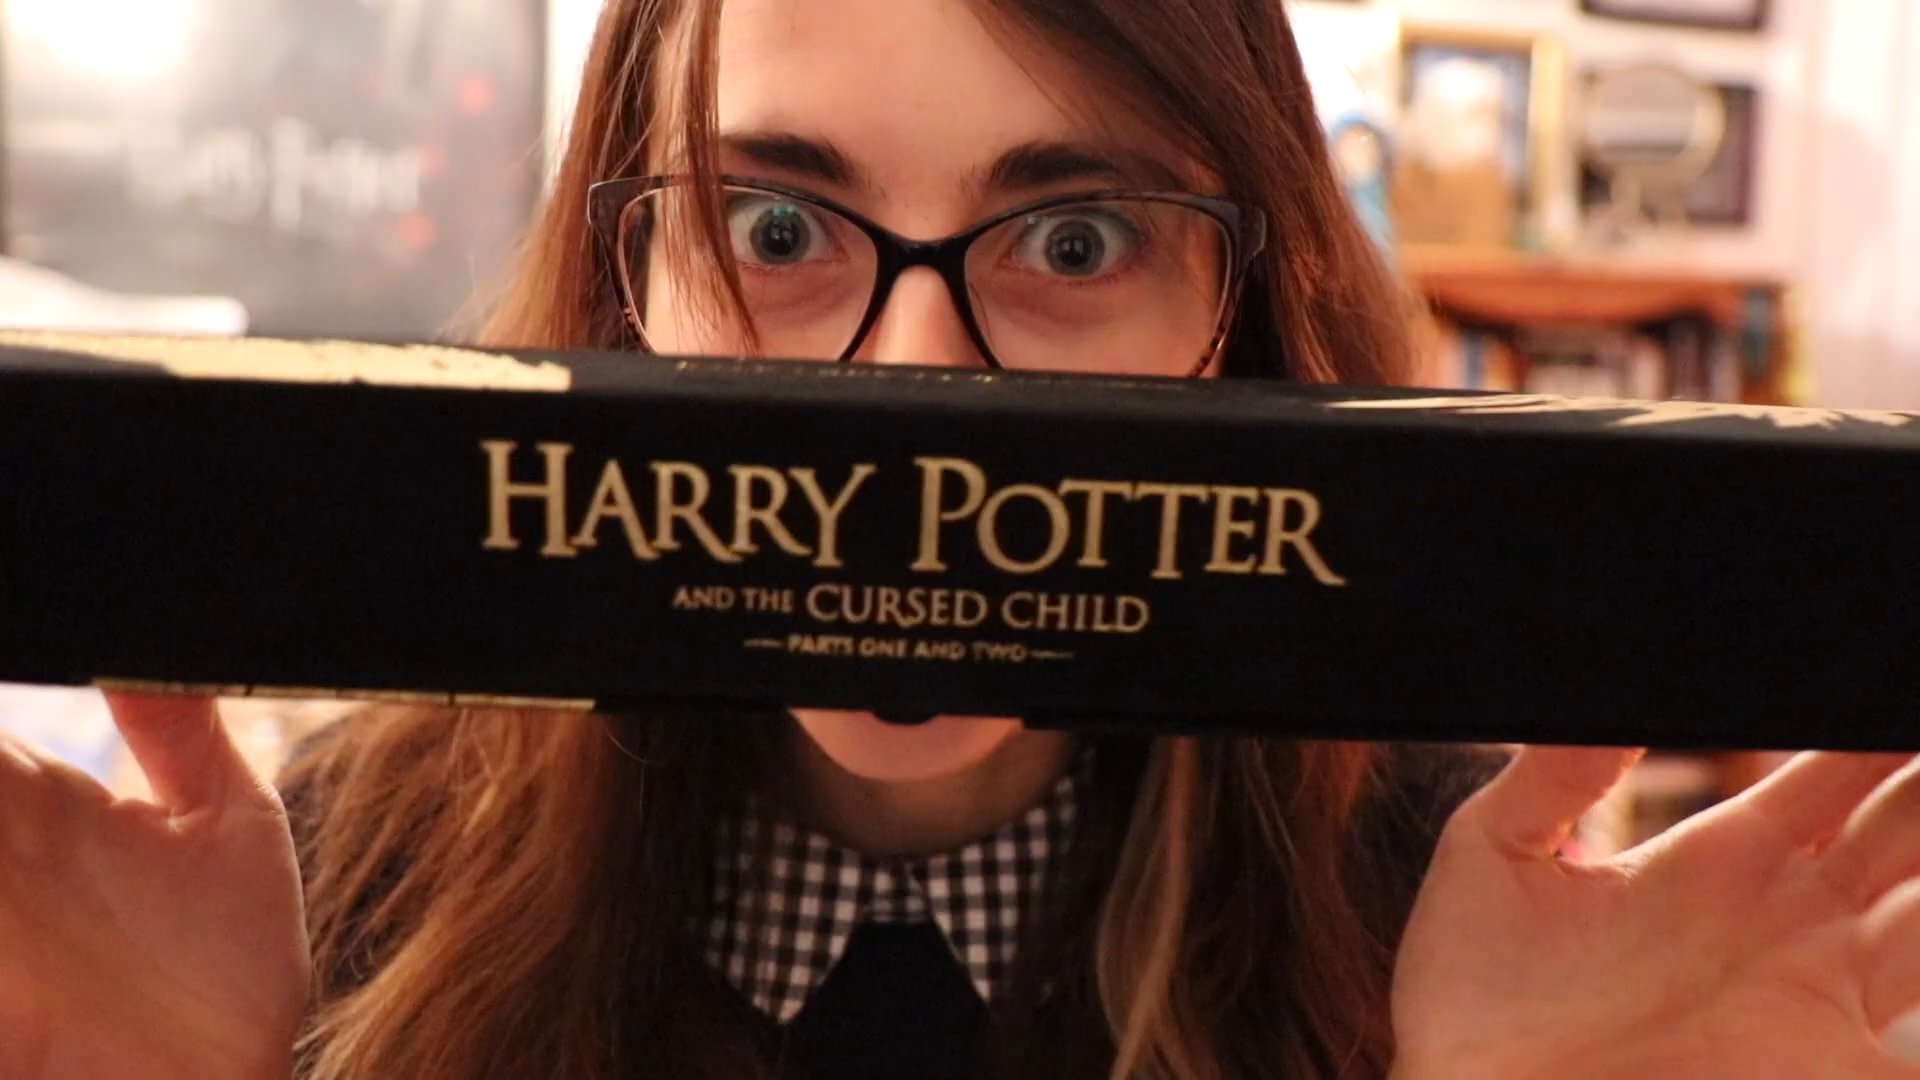 HARRY POTTER
AND THE CURSED CHILD
PARTS ONE AND TWO